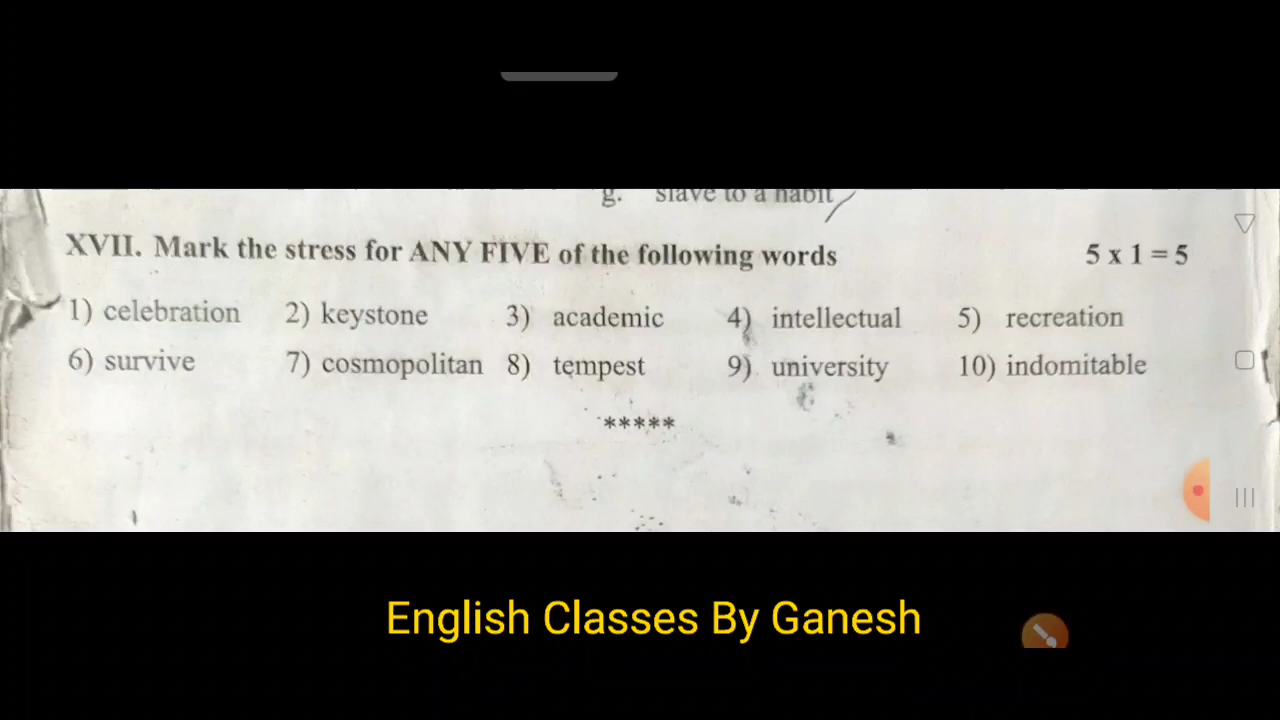 g. slave to a habit
XVII. Mark the stress for ANY FIVE of the following words 5 x 1 = 5
1) celebration 2) keystone 3) academic 4) intellectual 5) recreation
6) survive 7) cosmopolitan 8) tempest 9) university 10) indomitable
*****
English Classes By Ganesh